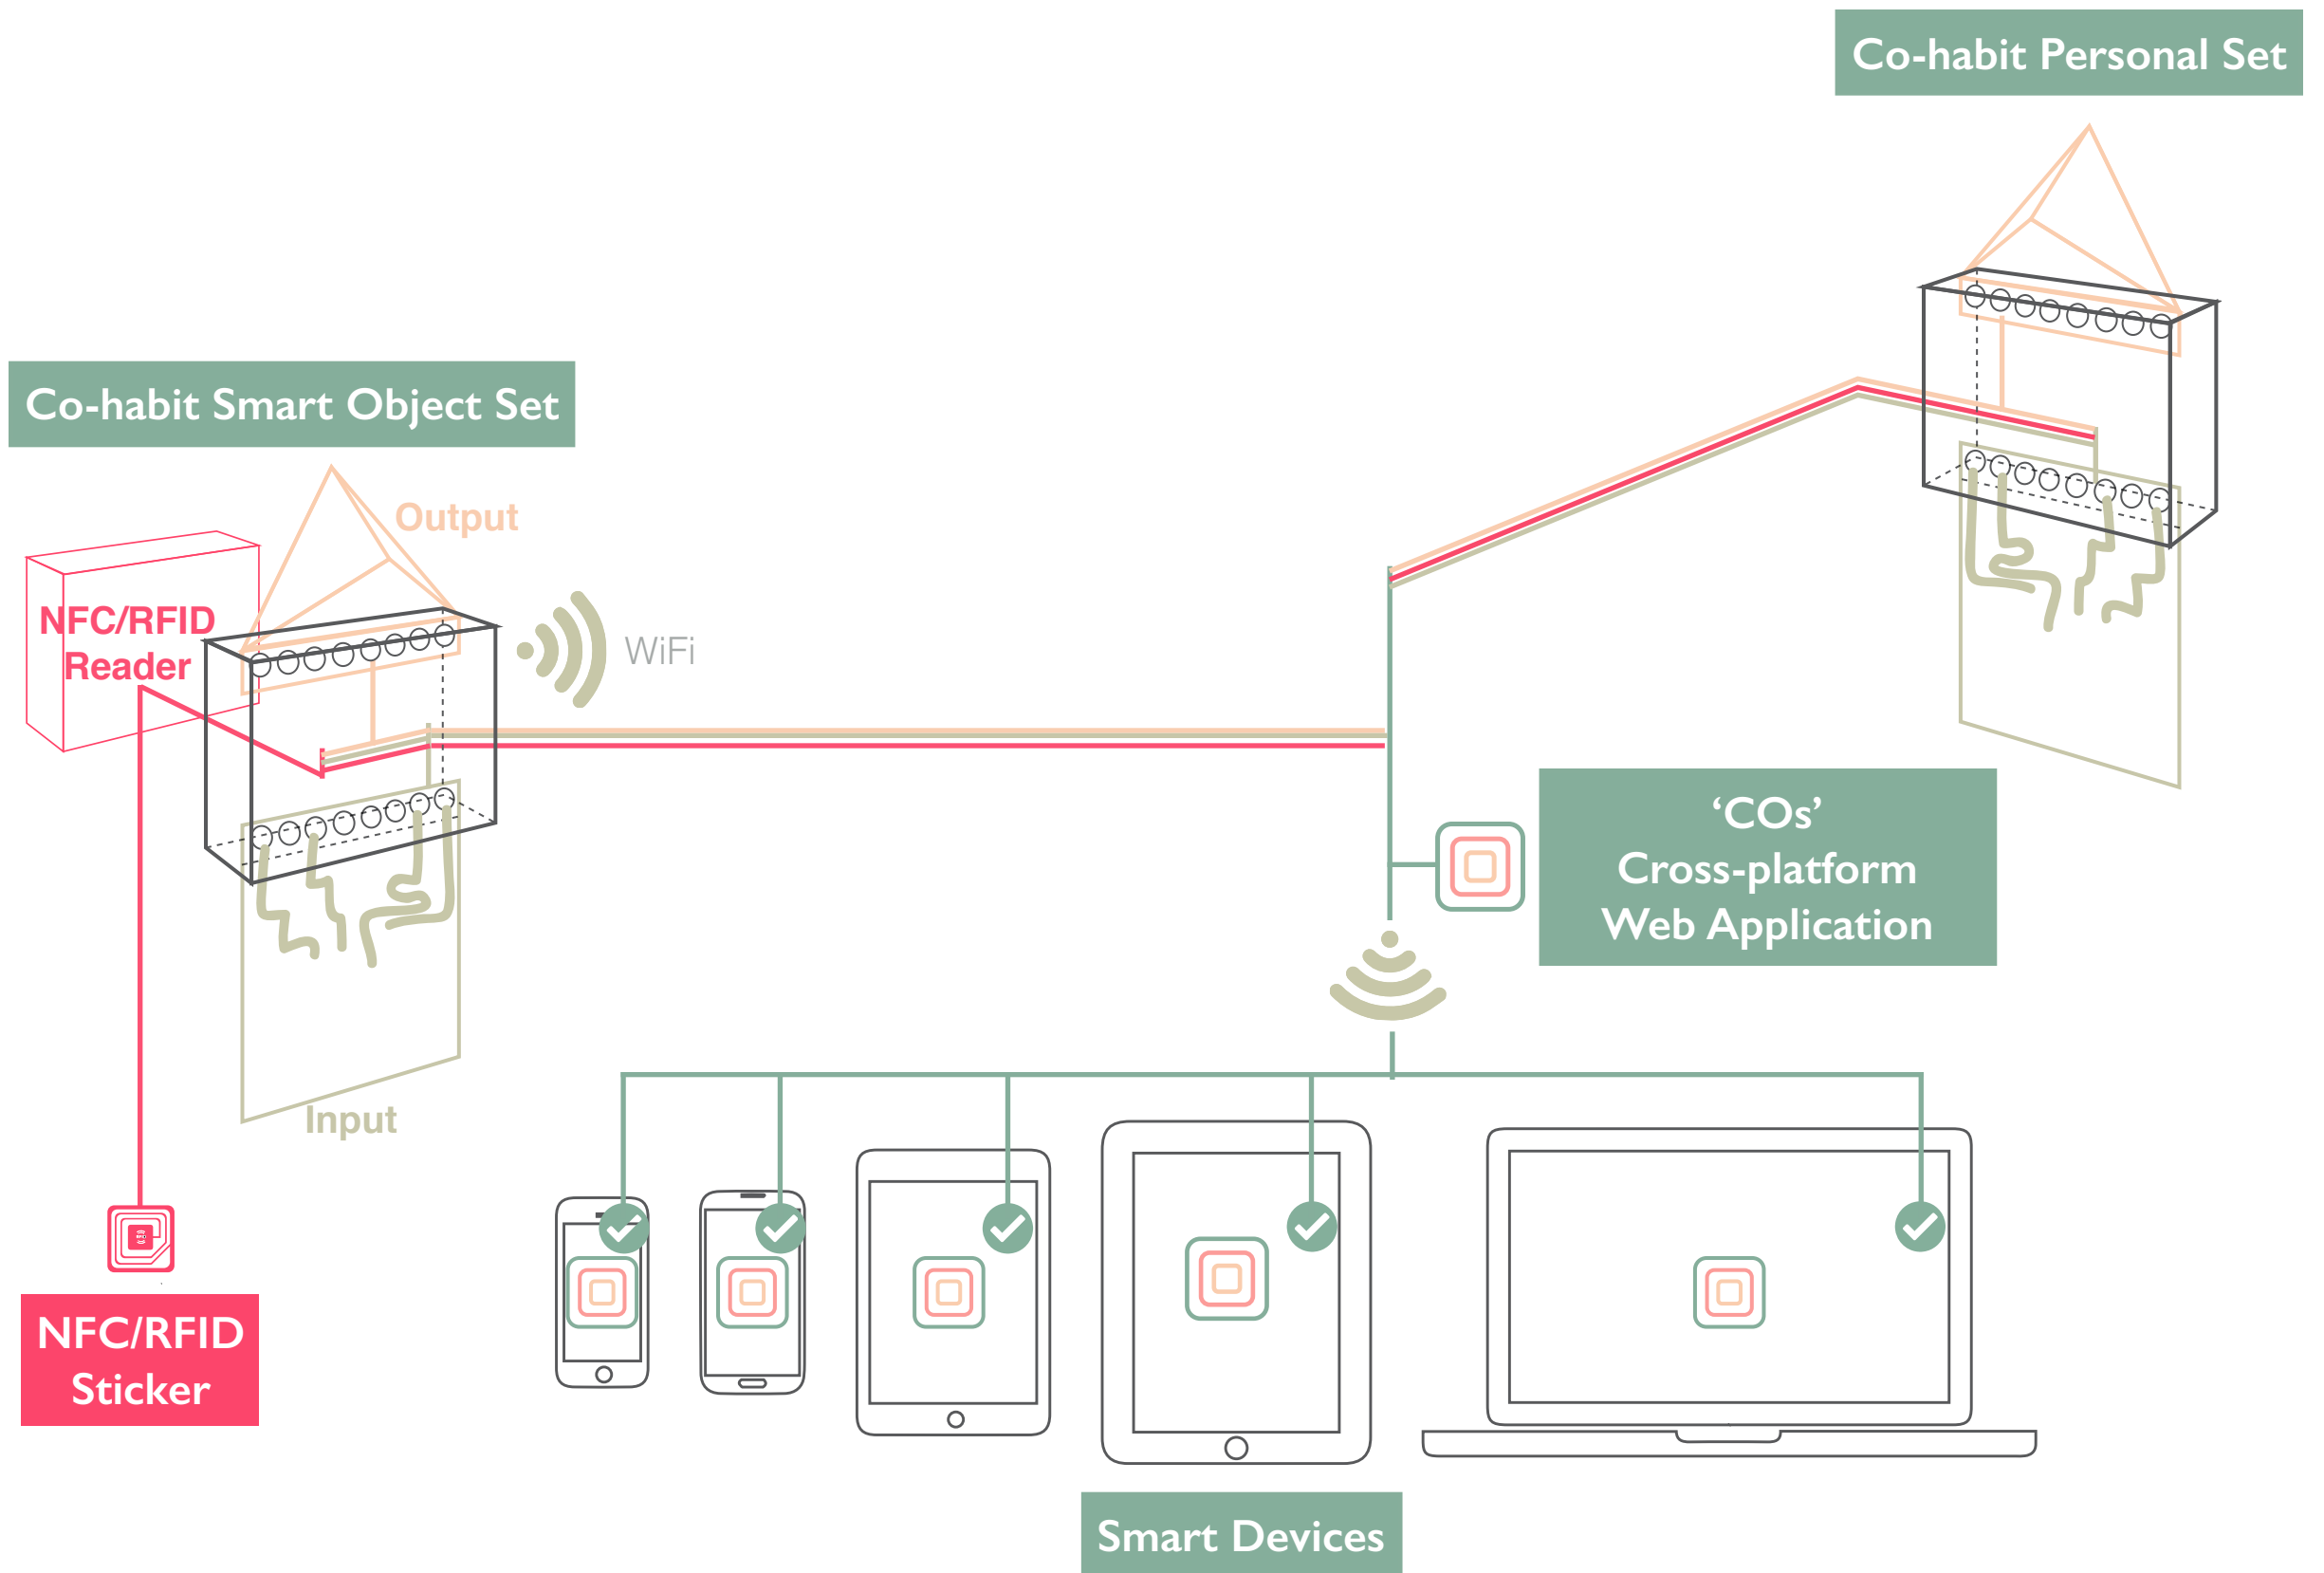 Co-habit Personal Set
Co-habit Smart Object Set
Output
NFC/RFID
Reader
WiFi
‘COs’
Cross-platform
Web Application
Input
NFC/RFID
Sticker
Smart Devices